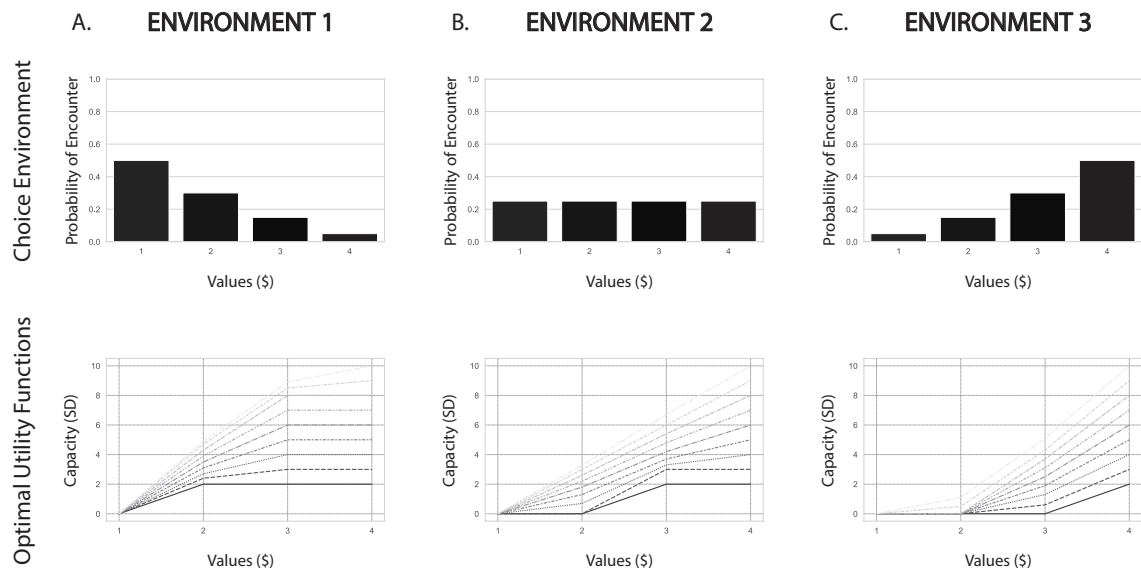 A. ENVIRONMENT 1
B. ENVIRONMENT 2
C. ENVIRONMENT 3
Choice Environment
Probability of Encounter
1.0
0.8
0.6
0.4
0.2
0.0
1 2 3 4
Values ($)
Probability of Encounter
1.0
0.8
0.6
0.4
0.2
0.0
1 2 3 4
Values ($)
Probability of Encounter
1.0
0.8
0.6
0.4
0.2
0.0
1 2 3 4
Values ($)
Optimal Utility Functions
Capacity (SD)
10
8
6
4
2
0
1 2 3 4
Values ($)
Capacity (SD)
10
8
6
4
2
0
1 2 3 4
Values ($)
Capacity (SD)
10
8
6
4
2
0
1 2 3 4
Values ($)